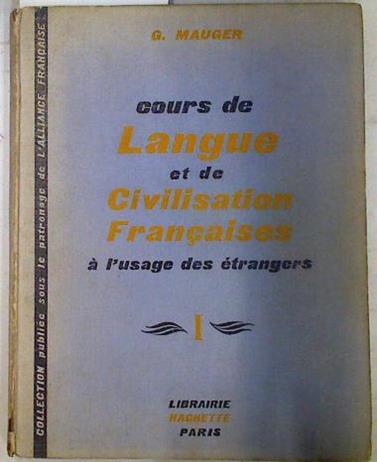 G. MAUGER
cours de
Langue
et de
Civilisation
Françaises
à l'usage des étrangers
I
LIBRAIRIE
HACHETTE
PARIS
COLLECTION publiée sous le patronage de L'ALLIANCE FRANÇAISE